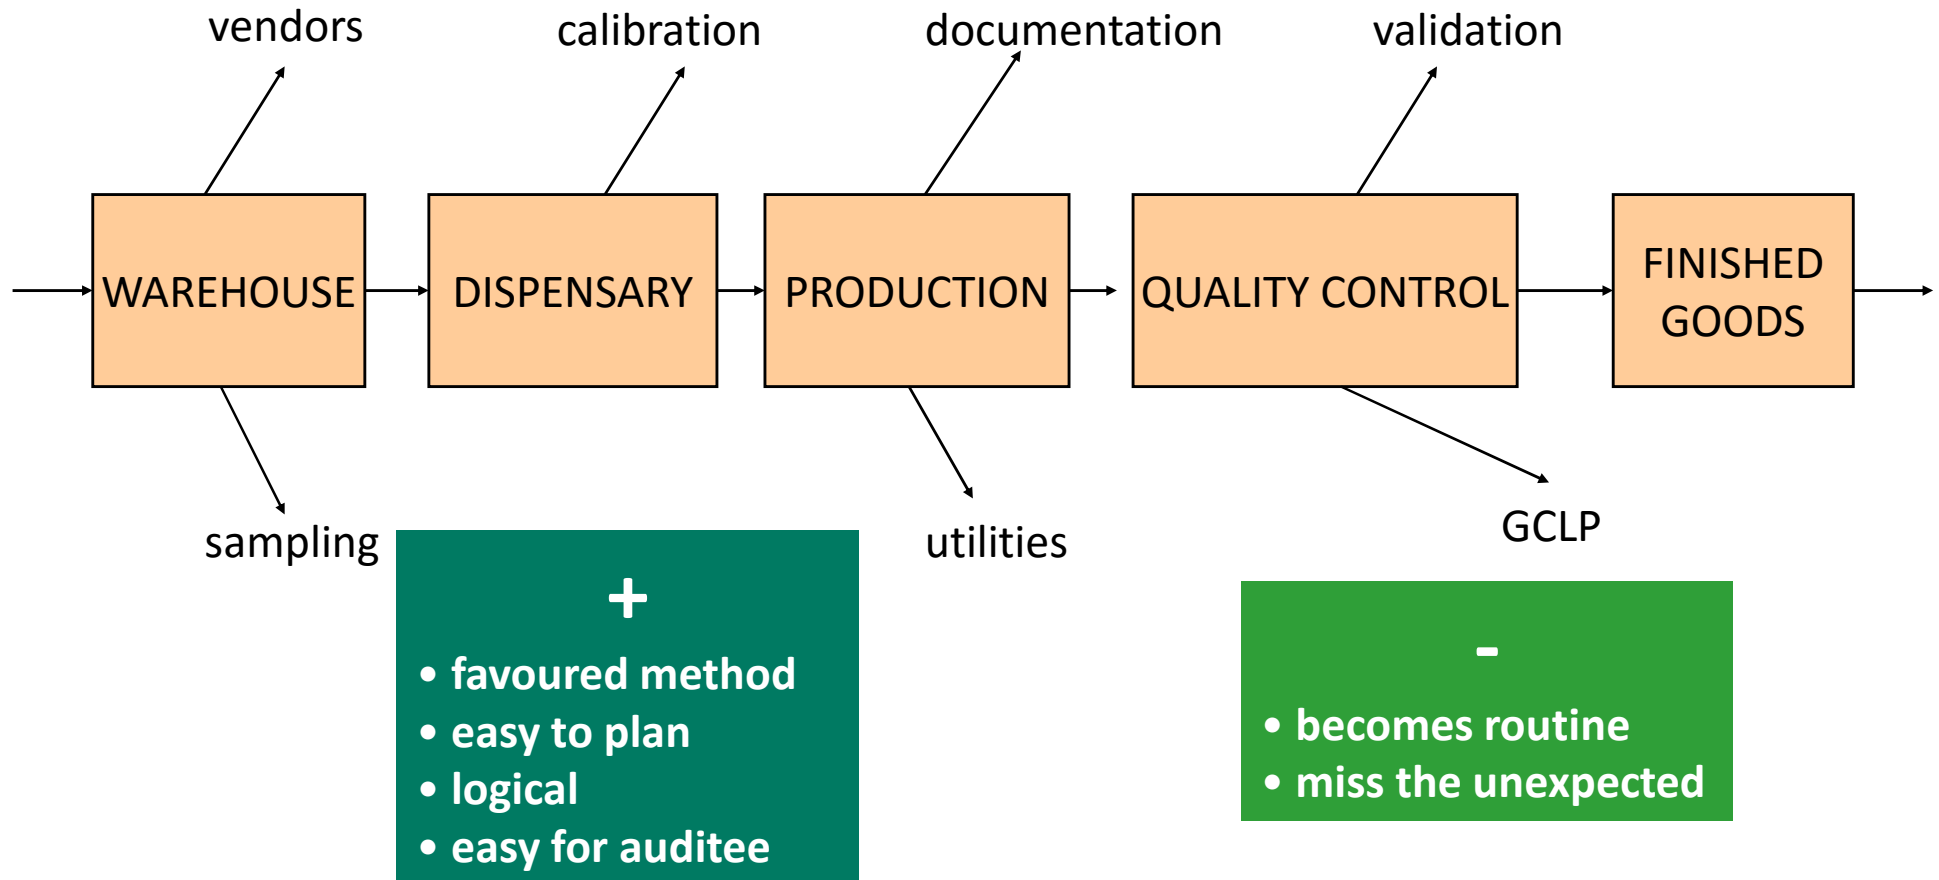 vendors
calibration
documentation
validation
WAREHOUSE
DISPENSARY
PRODUCTION
QUALITY CONTROL
FINISHED
GOODS
sampling
utilities
GCLP
+
• favoured method
• easy to plan
• logical
• easy for auditee
-
• becomes routine
• miss the unexpected